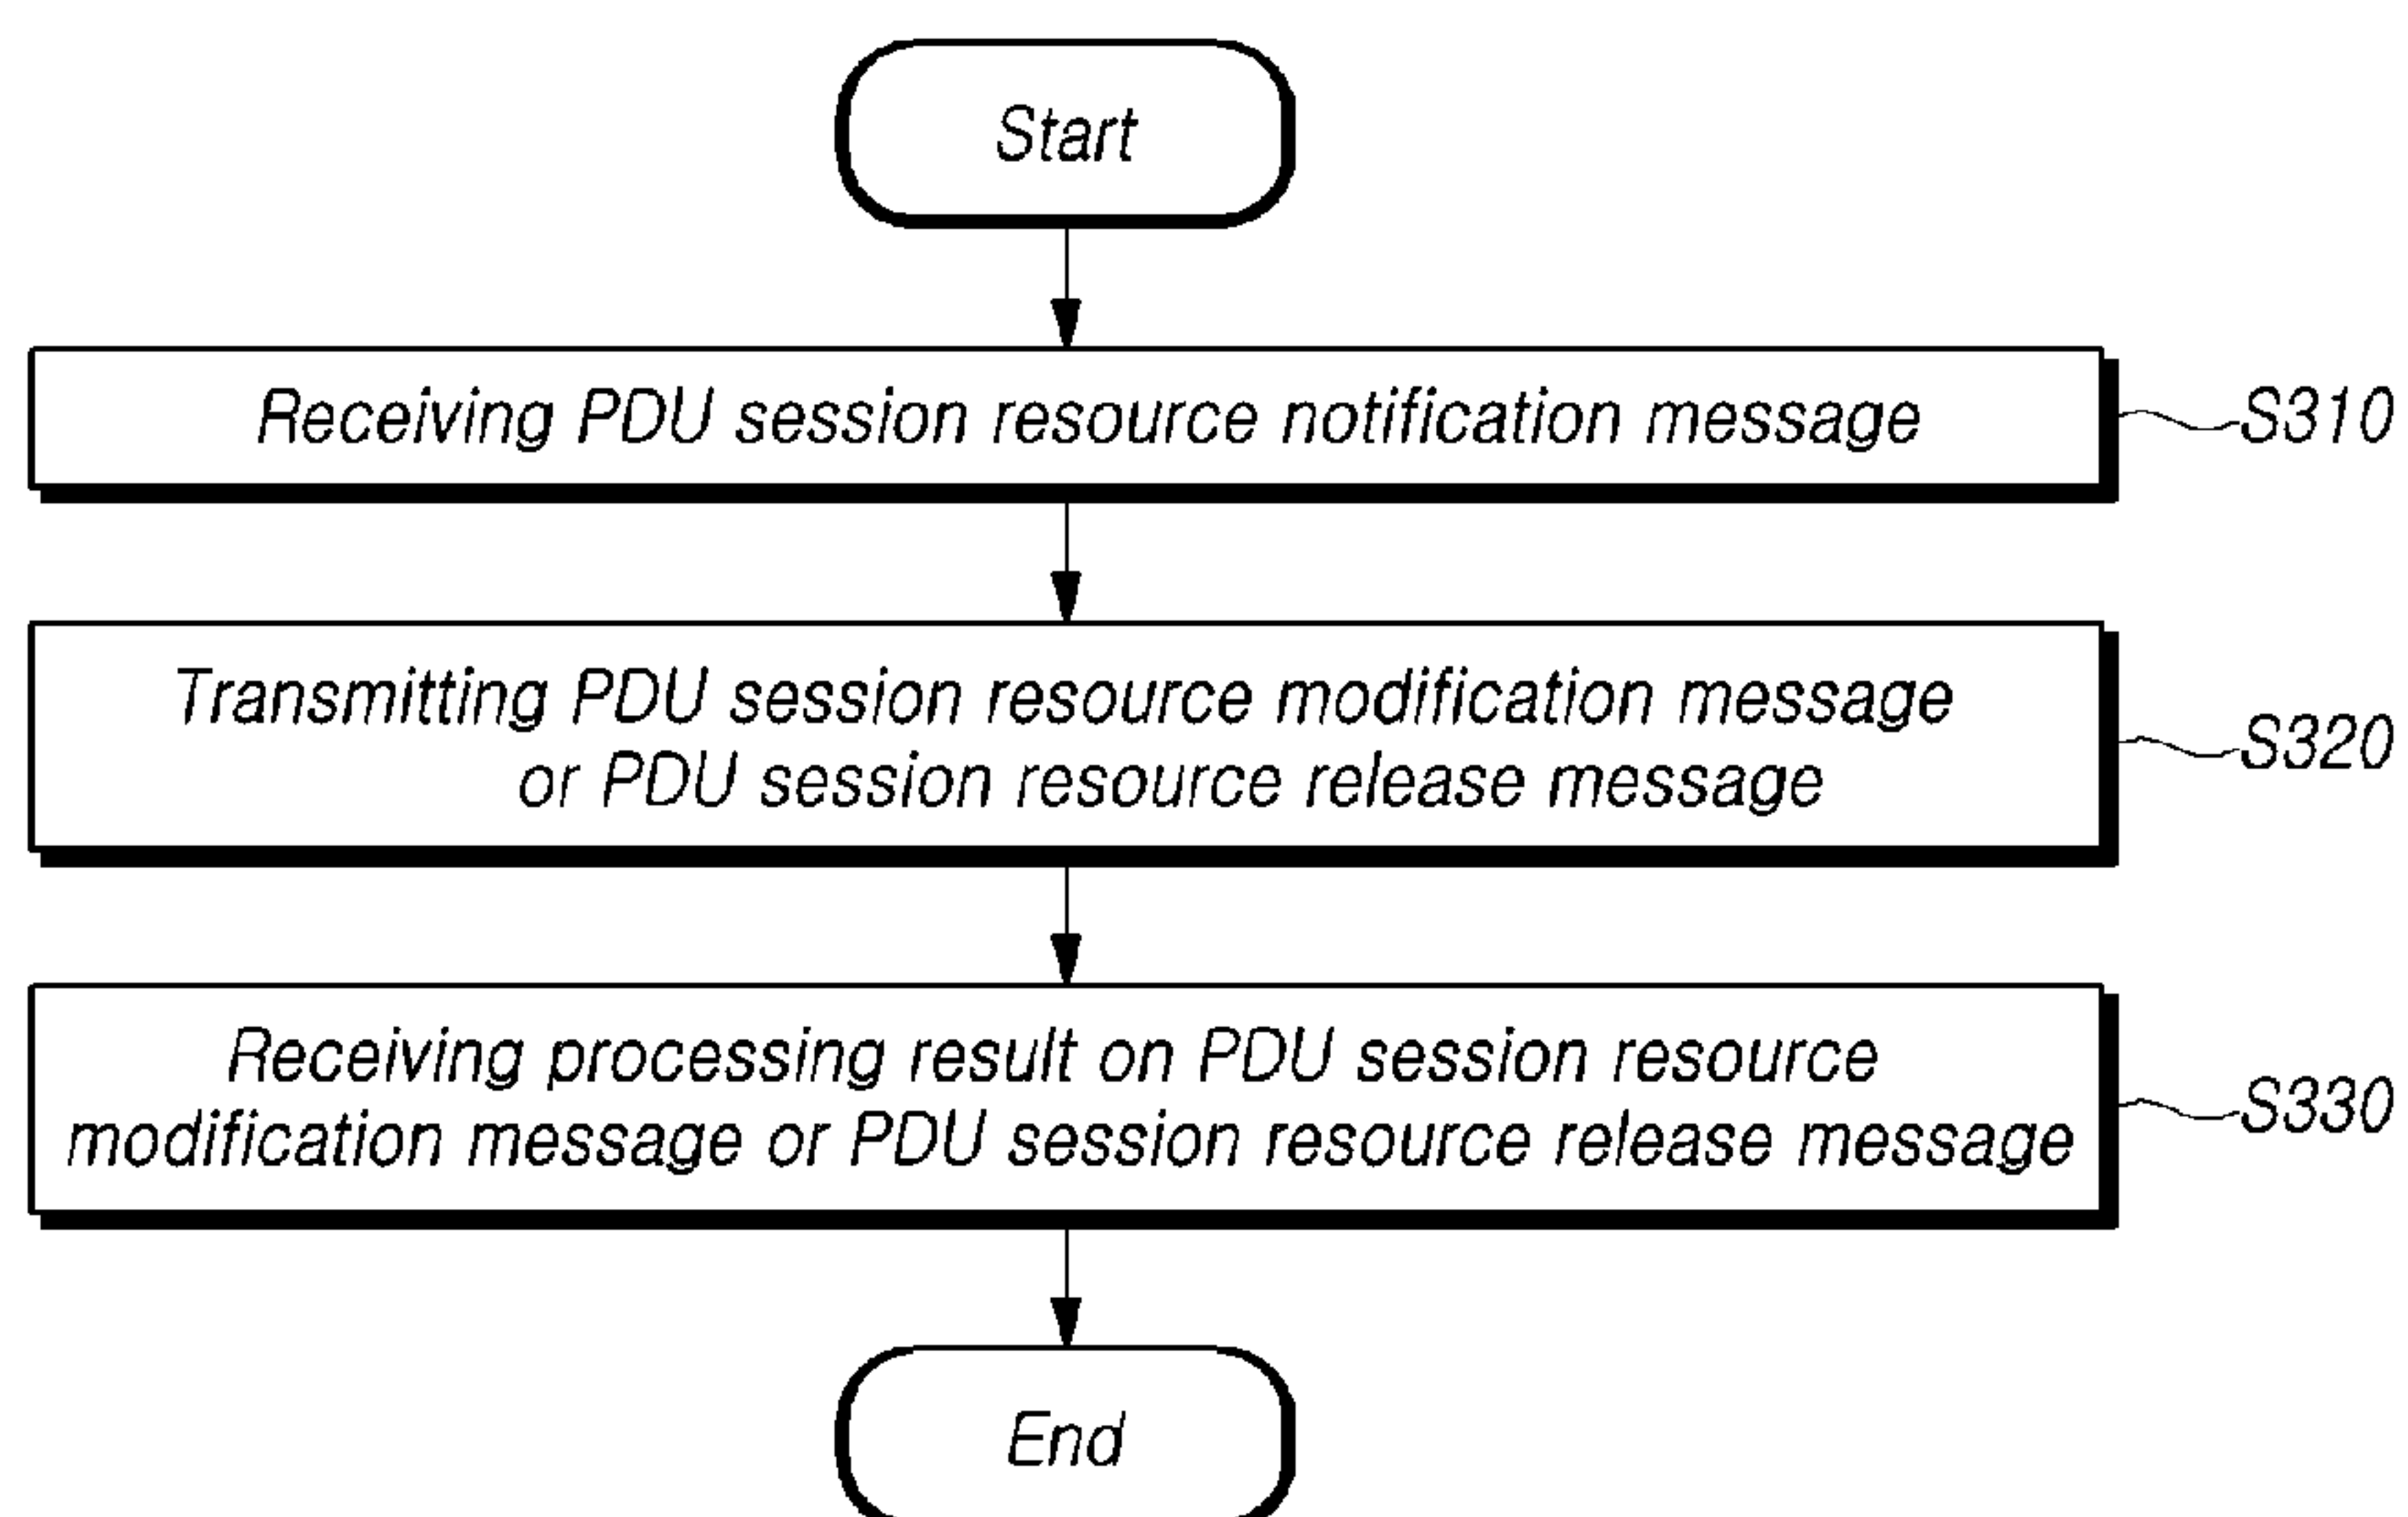 Start
Receiving PDU session resource notification message
S310
Transmitting PDU session resource modification message
or PDU session resource release message
S320
Receiving processing result on PDU session resource
modification message or PDU session resource release message
S330
End